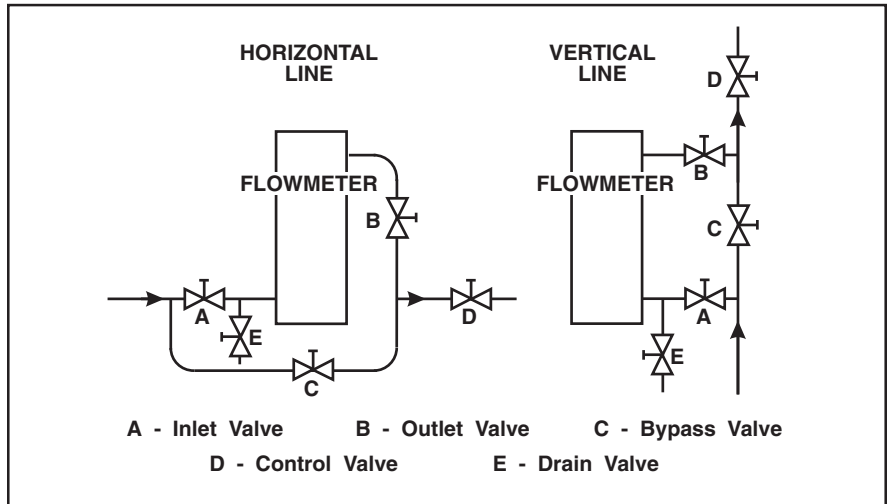 HORIZONTAL
LINE
FLOWMETER
B
A
E
D
C
VERTICAL
LINE
D
FLOWMETER
B
C
A
E
A - Inlet Valve B - Outlet Valve C - Bypass Valve
D - Control Valve E - Drain Valve